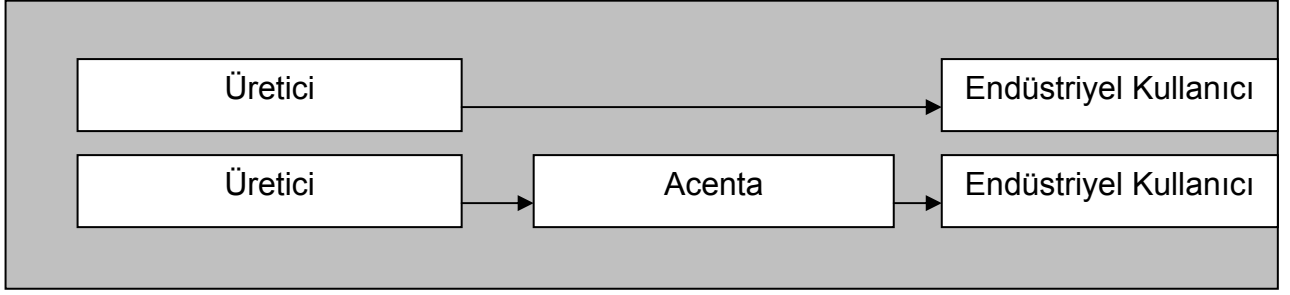 Üretici
Endüstriyel Kullanıcı
Üretici
Acenta
Endüstriyel Kullanıcı